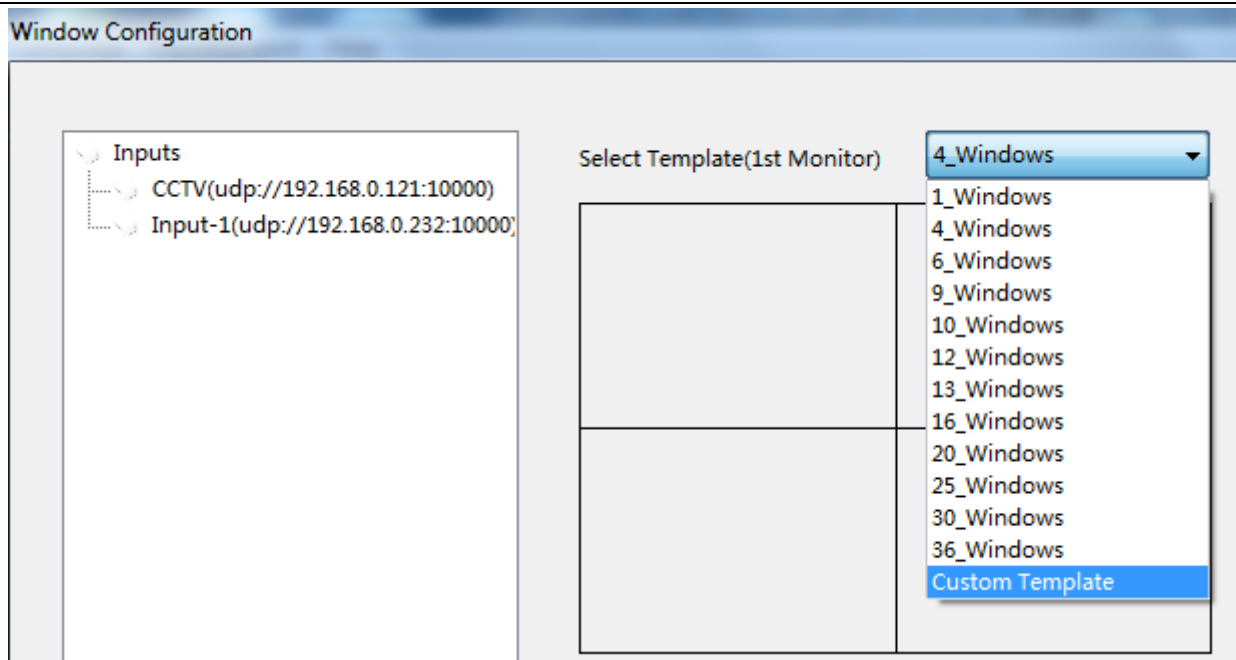 Window Configuration
Inputs
CCTV(udp://192.168.0.121:10000)
Input-1(udp://192.168.0.232:10000)
Select Template(1st Monitor)
4_Windows
1_Windows
4_Windows
6_Windows
9_Windows
10_Windows
12_Windows
13_Windows
16_Windows
20_Windows
25_Windows
30_Windows
36_Windows
Custom Template